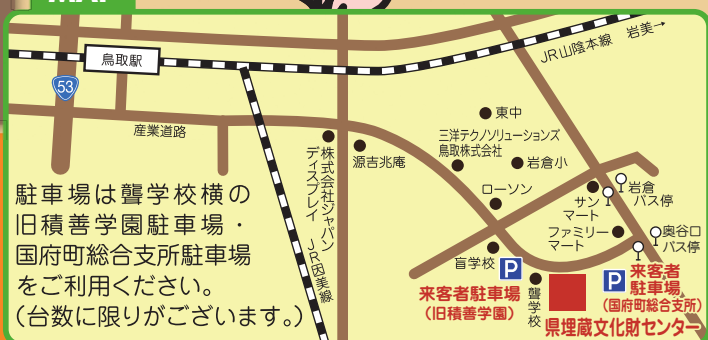 鳥取駅
53
JR山陰本線 岩美→
産業道路
東中
三洋テクノソリューションズ
鳥取株式会社
岩倉小
源吉兆庵
株式会社ジャパン
ディスプレイ
JR因美線
ローソン
サン
マート
岩倉
バス停
ファミリー
マート
奥谷口
バス停
盲学校
P
聾学校
P
来客者駐車場
(旧積善学園)
来客者
駐車場
(国府町総合支所)
県埋蔵文化財センター
駐車場は聾学校横の
旧積善学園駐車場・
国府町総合支所駐車場
をご利用ください。
(台数に限りがございます。)